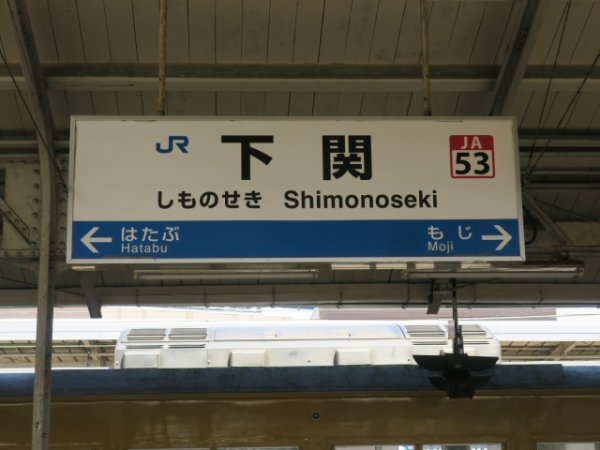 JR 下関 JA 53
しものせき Shimonoseki
← はたぶ もじ →
Hatabu Moji